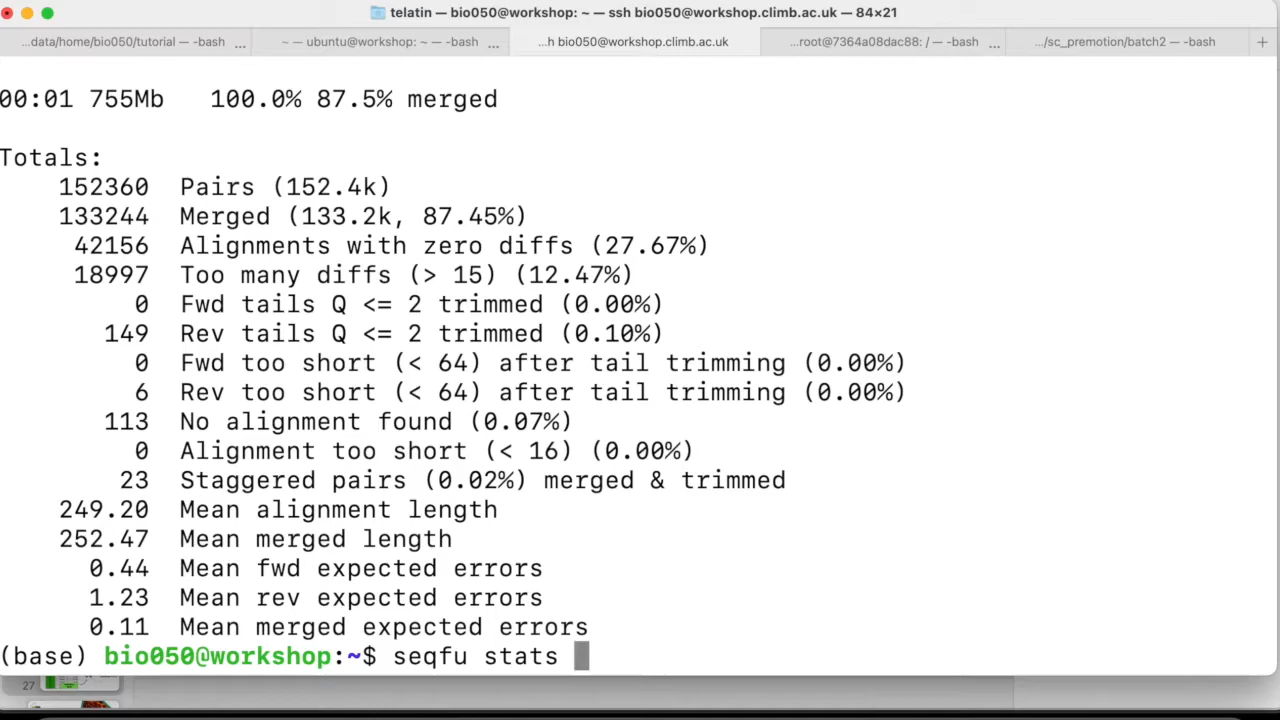 telatin — bio050@workshop: ~ — ssh bio050@workshop.climb.ac.uk — 84×21
...data/home/bio050/tutorial — -bash ...
~ — ubuntu@workshop: ~ — -bash ...
...h bio050@workshop.climb.ac.uk
...root@7364a08dac88: / — -bash ...
.../sc_premotion/batch2 — -bash
+
00:01 755Mb   100.0% 87.5% merged
Totals:
152360  Pairs (152.4k)
133244  Merged (133.2k, 87.45%)
42156  Alignments with zero diffs (27.67%)
18997  Too many diffs (> 15) (12.47%)
0  Fwd tails Q <= 2 trimmed (0.00%)
149  Rev tails Q <= 2 trimmed (0.10%)
0  Fwd too short (< 64) after tail trimming (0.00%)
6  Rev too short (< 64) after tail trimming (0.00%)
113  No alignment found (0.07%)
0  Alignment too short (< 16) (0.00%)
23  Staggered pairs (0.02%) merged & trimmed
249.20  Mean alignment length
252.47  Mean merged length
0.44  Mean fwd expected errors
1.23  Mean rev expected errors
0.11  Mean merged expected errors
(base) bio050@workshop:~$ seqfu stats
27